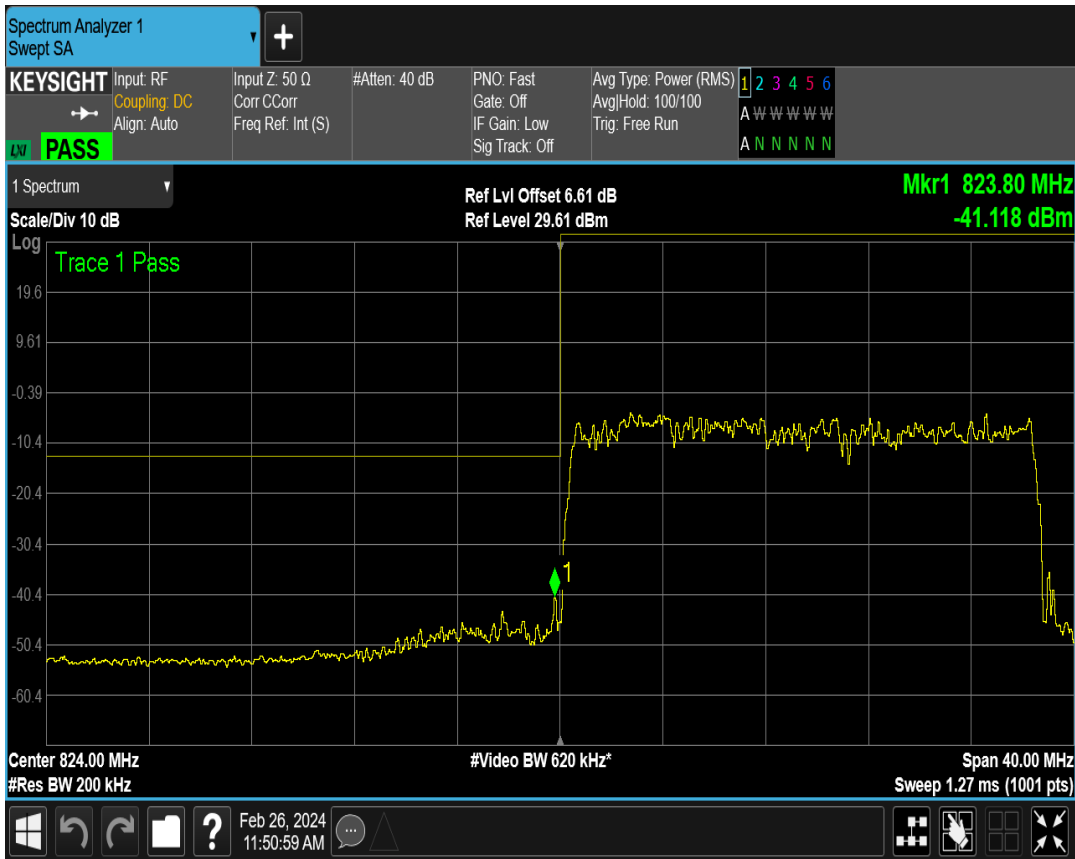 Spectrum Analyzer 1
Swept SA
+
KEYSIGHT
LXI PASS
Input: RF
Coupling: DC
Align: Auto
Input Z: 50 Ω
Corr CCorr
Freq Ref: Int (S)
#Atten: 40 dB
PNO: Fast
Gate: Off
IF Gain: Low
Sig Track: Off
Avg Type: Power (RMS)
Avg|Hold: 100/100
Trig: Free Run
1 2 3 4 5 6
A W W W W W
A N N N N N
1 Spectrum
Scale/Div 10 dB
Ref Lvl Offset 6.61 dB
Ref Level 29.61 dBm
Mkr1 823.80 MHz
-41.118 dBm
Log
Trace 1 Pass
19.6
9.61
-0.39
-10.4
-20.4
-30.4
-40.4
-50.4
-60.4
1
Center 824.00 MHz
#Res BW 200 kHz
#Video BW 620 kHz*
Span 40.00 MHz
Sweep 1.27 ms (1001 pts)
?
Feb 26, 2024
11:50:59 AM